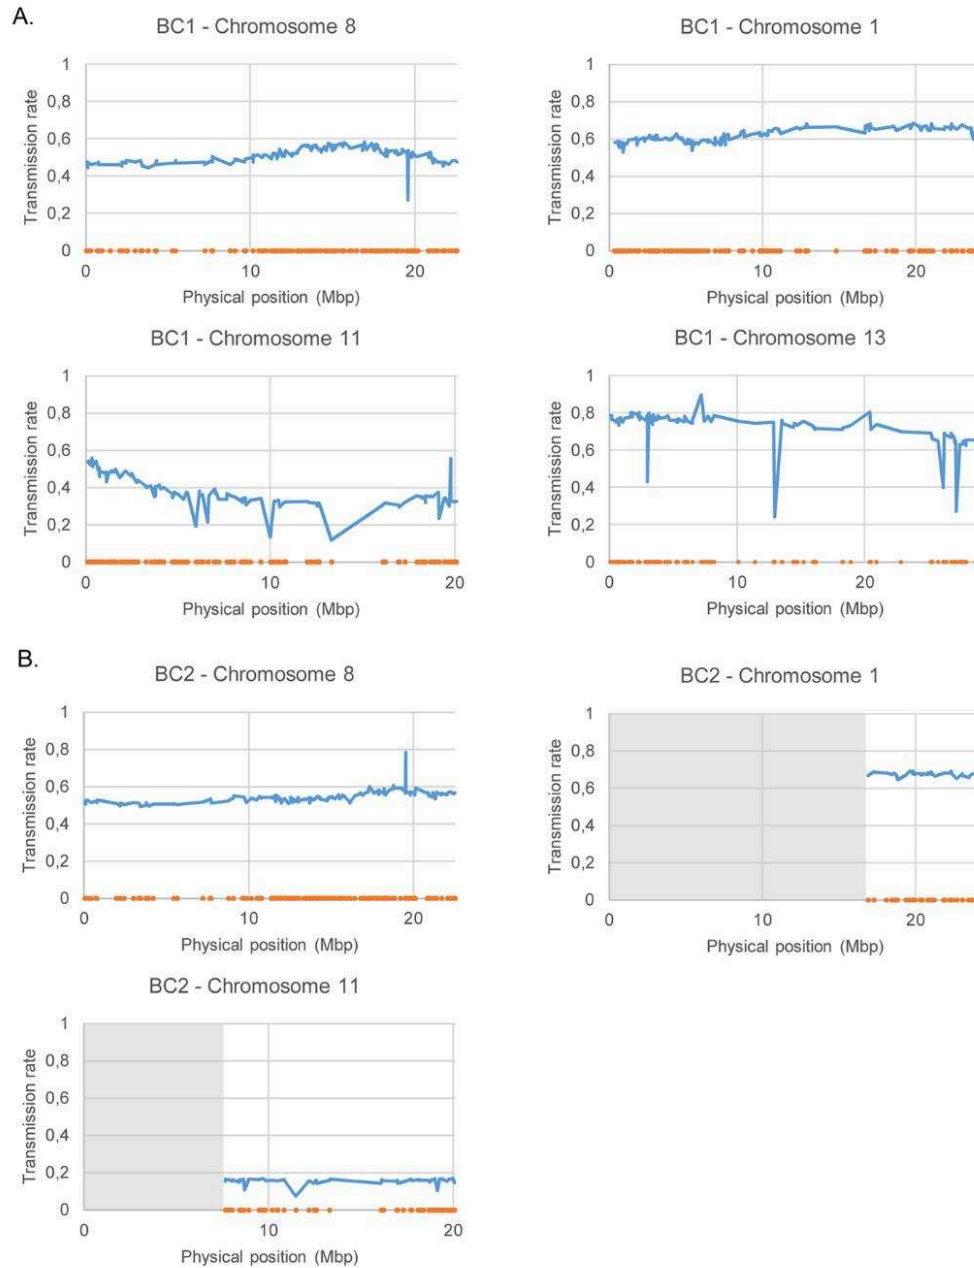 A.
BC1 - Chromosome 8
1
0,8
0,6
0,4
0,2
0
Transmission rate
0 10 20
Physical position (Mbp)
BC1 - Chromosome 1
1
0,8
0,6
0,4
0,2
0
Transmission rate
0 10 20
Physical position (Mbp)
BC1 - Chromosome 11
1
0,8
0,6
0,4
0,2
0
Transmission rate
0 10 20
Physical position (Mbp)
BC1 - Chromosome 13
1
0,8
0,6
0,4
0,2
0
Transmission rate
0 10 20
Physical position (Mbp)
B.
BC2 - Chromosome 8
1
0,8
0,6
0,4
0,2
0
Transmission rate
0 10 20
Physical position (Mbp)
BC2 - Chromosome 1
1
0,8
0,6
0,4
0,2
0
Transmission rate
0 10 20
Physical position (Mbp)
BC2 - Chromosome 11
1
0,8
0,6
0,4
0,2
0
Transmission rate
0 10 20
Physical position (Mbp)